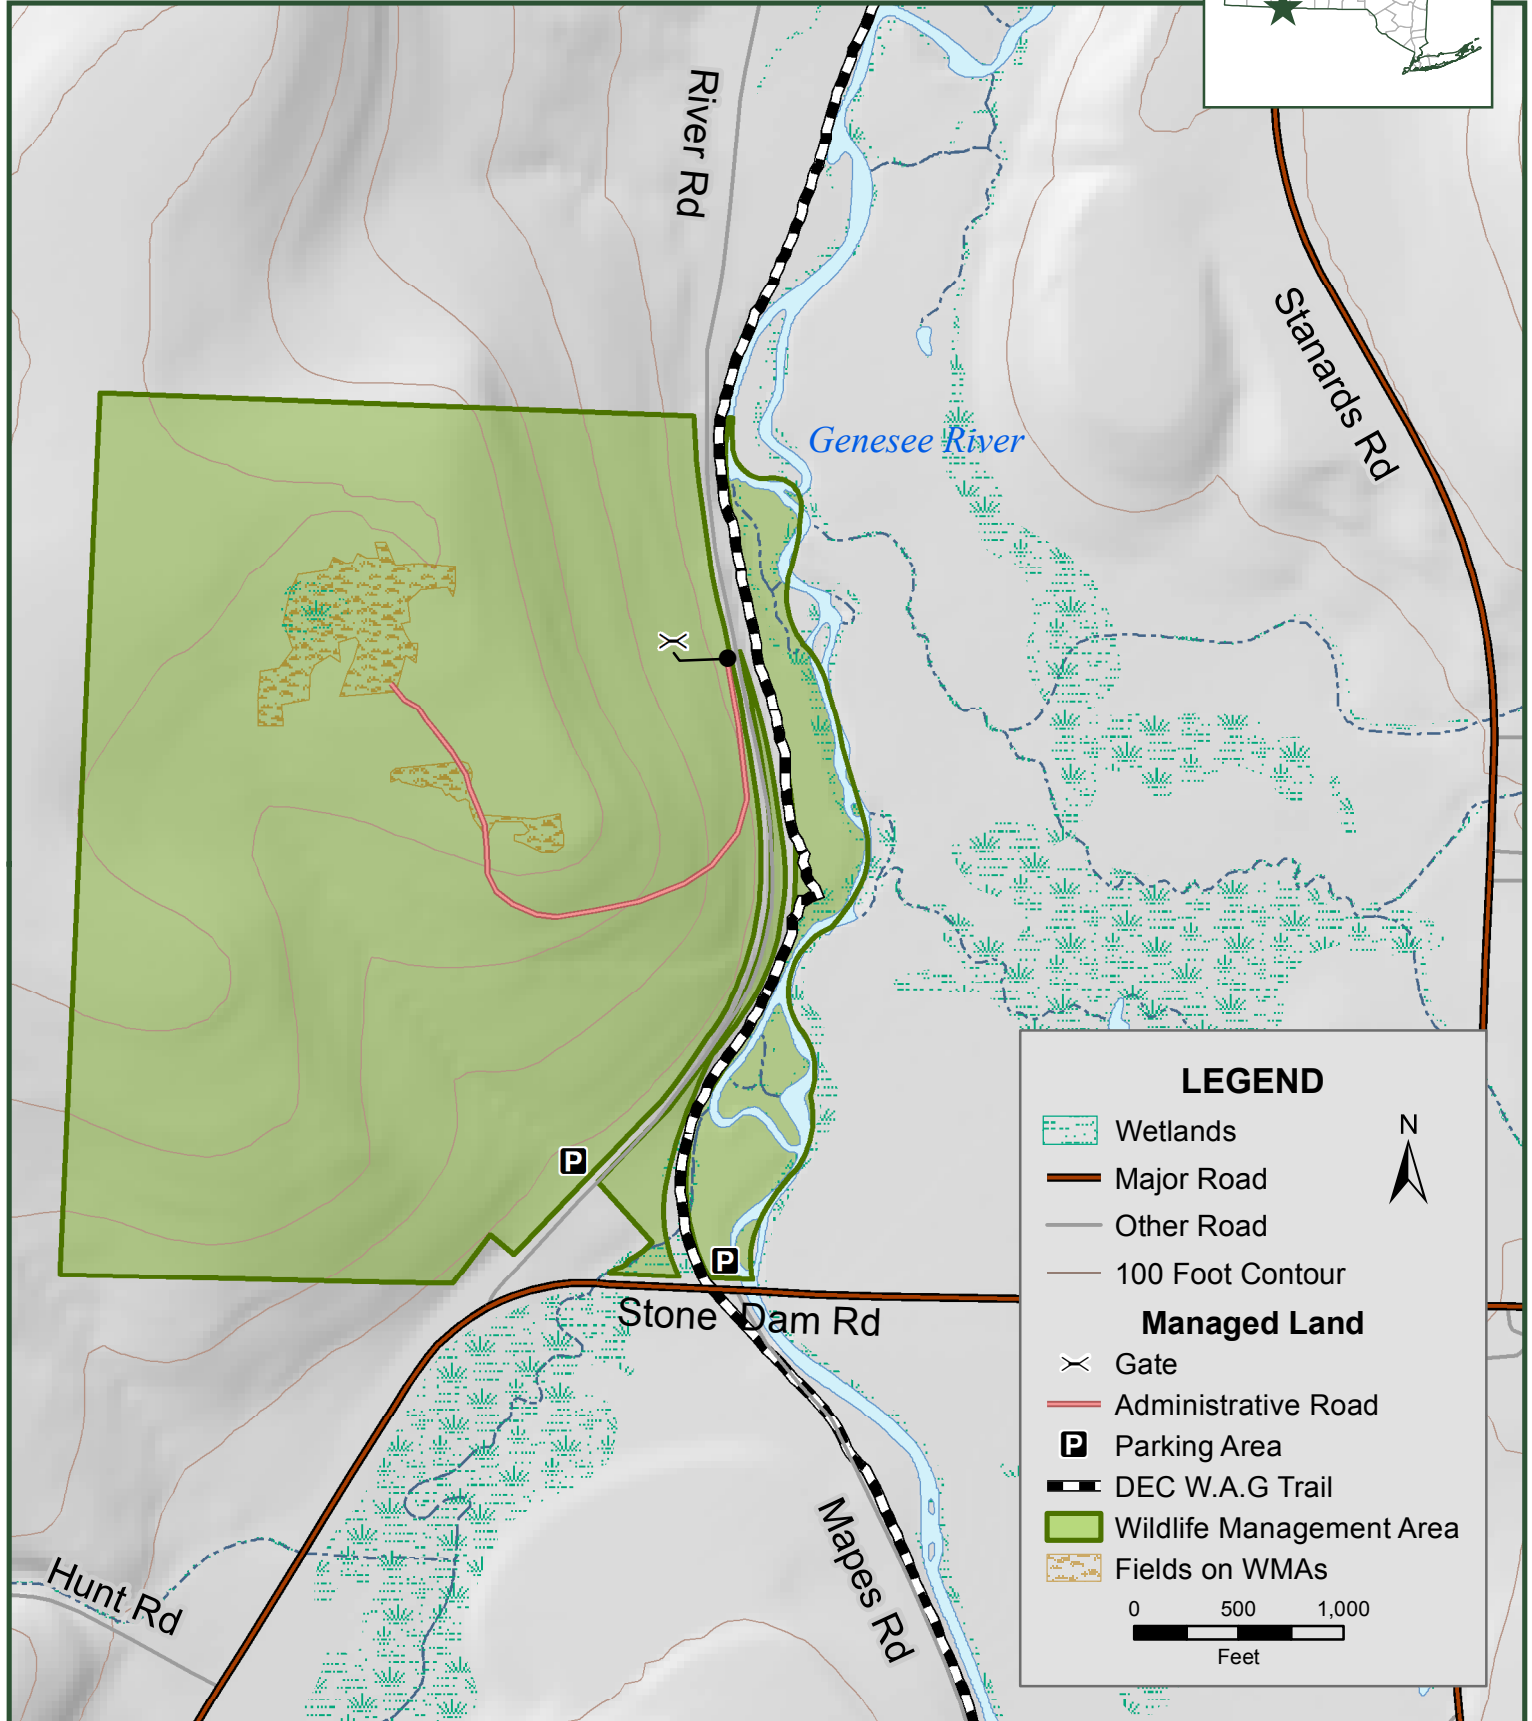 River Rd
Stanards Rd
Genesee River
P
P
Stone Dam Rd
Mapes Rd
Hunt Rd
LEGEND
N
Wetlands
Major Road
Other Road
100 Foot Contour
Managed Land
Gate
Administrative Road
P Parking Area
DEC W.A.G Trail
Wildlife Management Area
Fields on WMAs
0 500 1,000
Feet